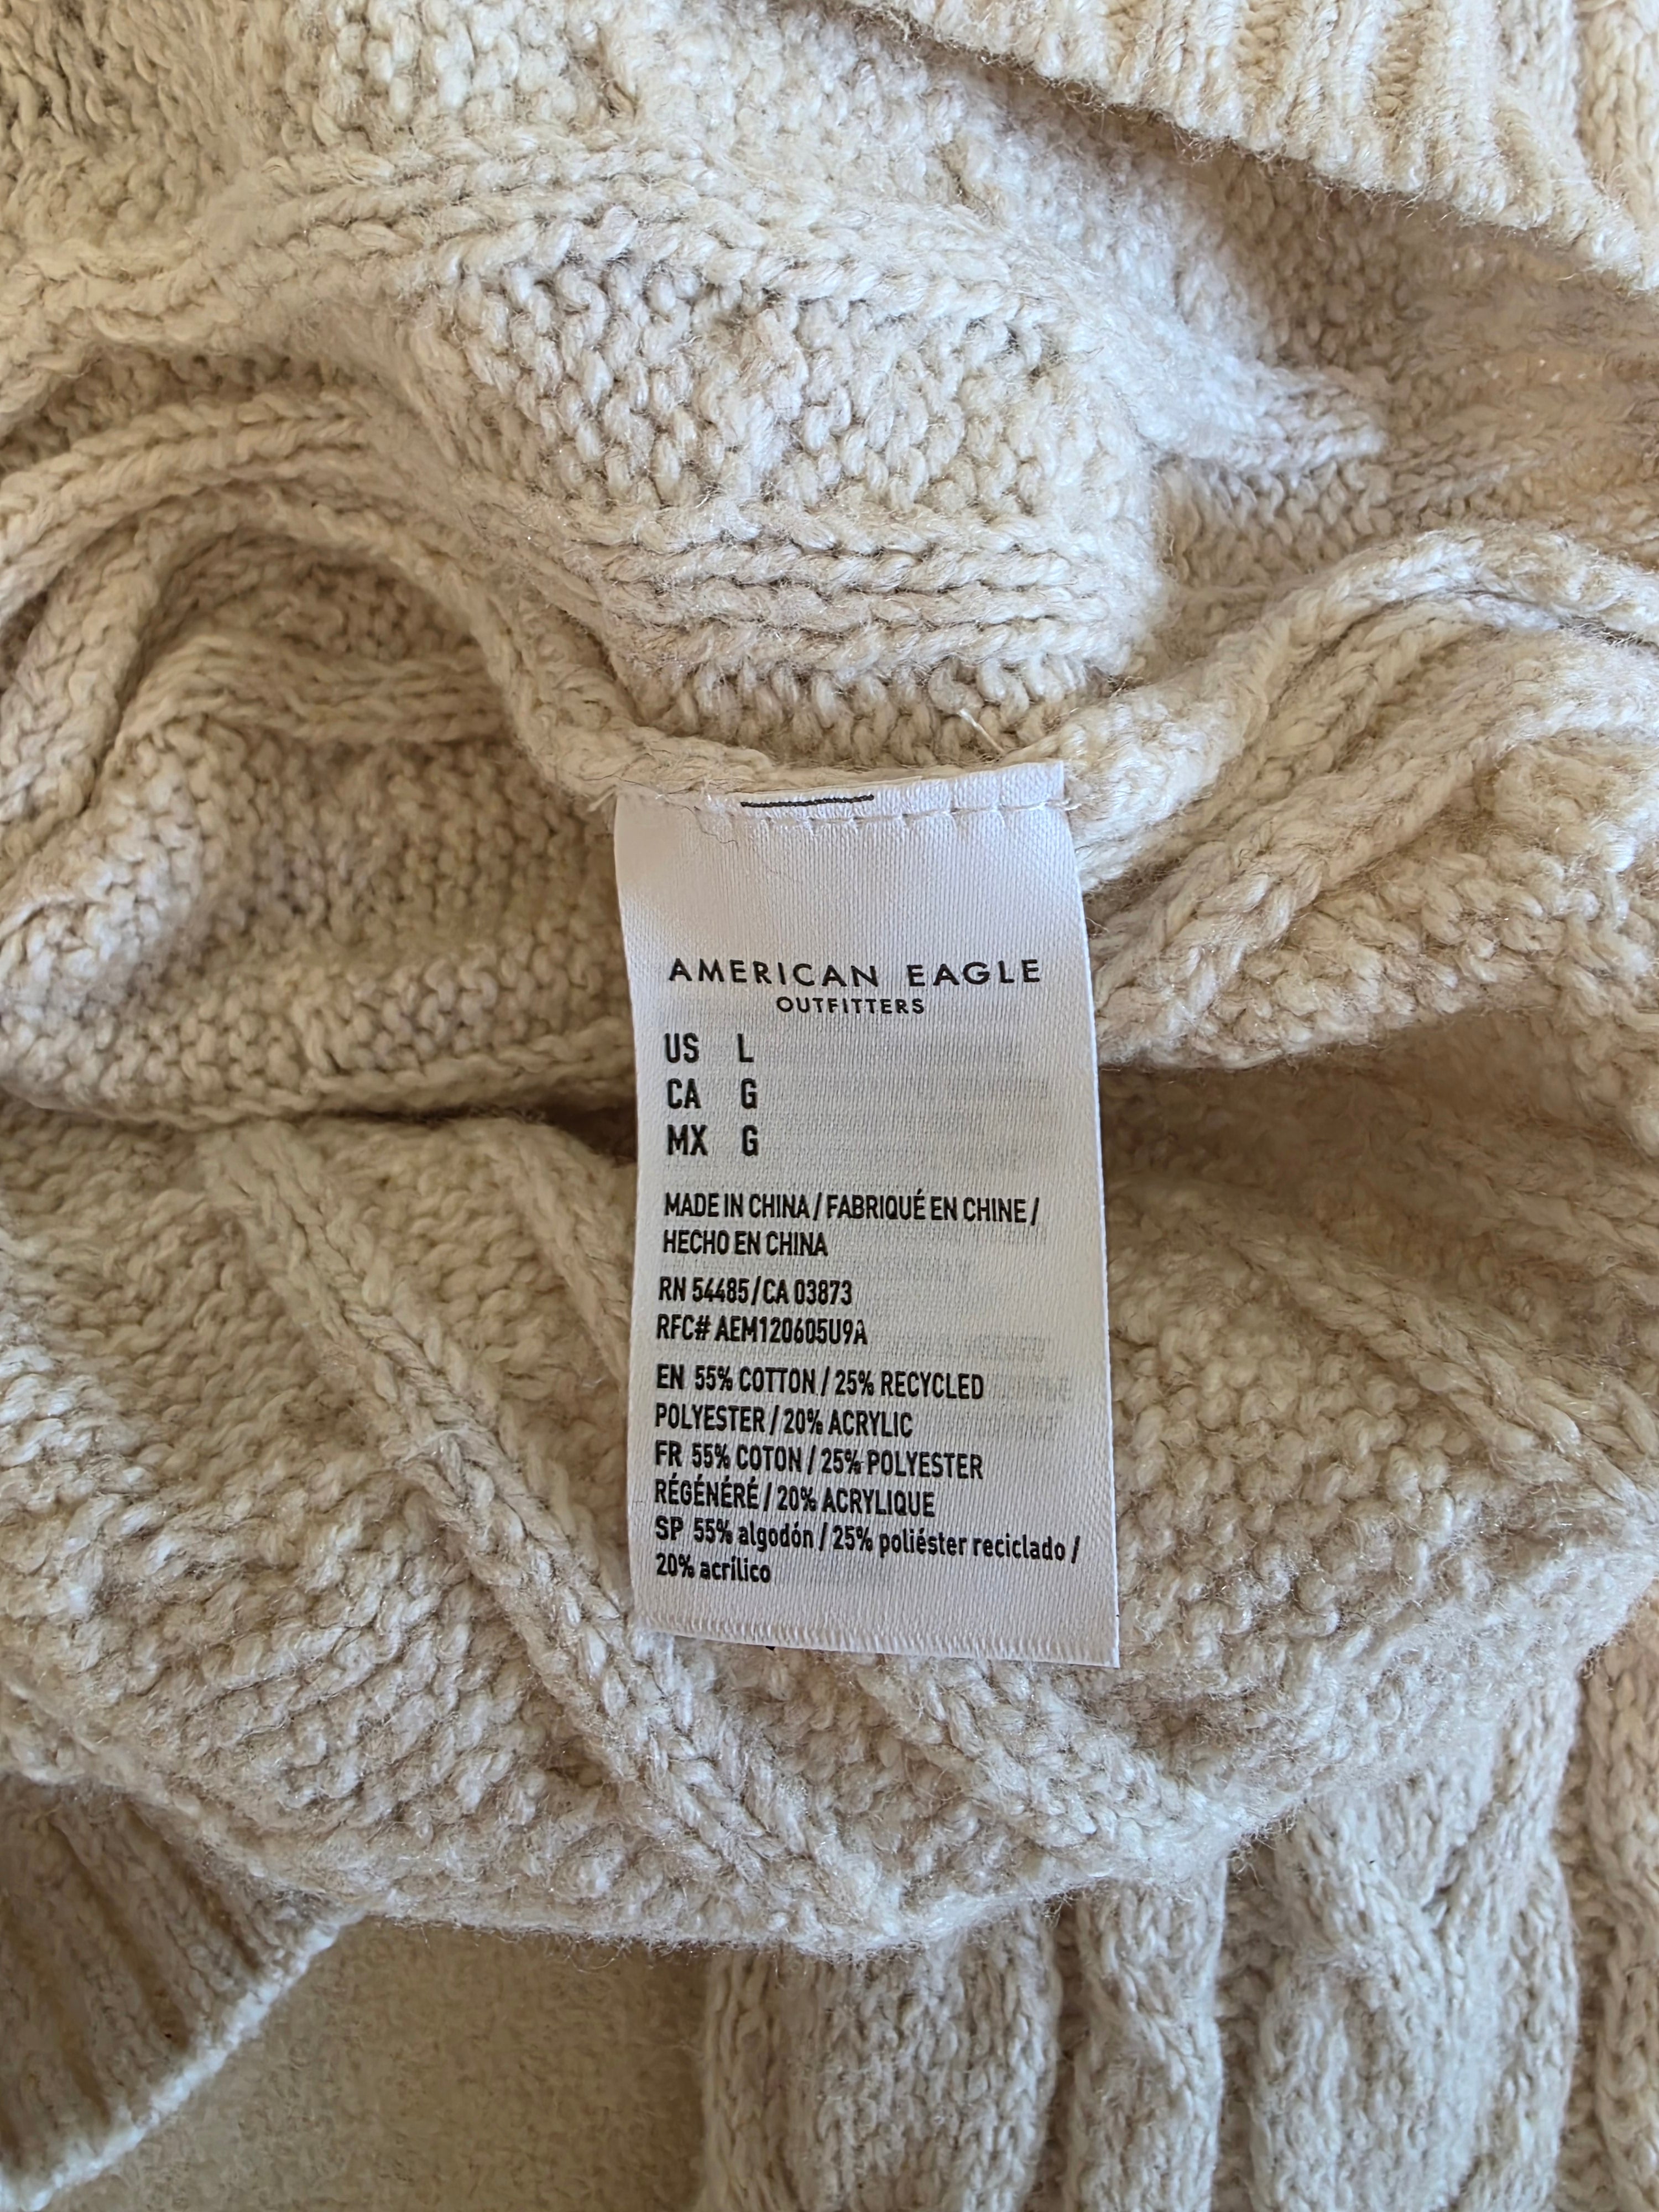 AMERICAN EAGLE
OUTFITTERS
US L
CA G
MX G
MADE IN CHINA / FABRIQUÉ EN CHINE /
HECHO EN CHINA
RN 54485 / CA 03873
RFC# AEM120605U9A
EN 55% COTTON / 25% RECYCLED
POLYESTER / 20% ACRYLIC
FR 55% COTON / 25% POLYESTER
RÉGÉNÉRÉ / 20% ACRYLIQUE
SP 55% algodón / 25% poliéster reciclado /
20% acrílico